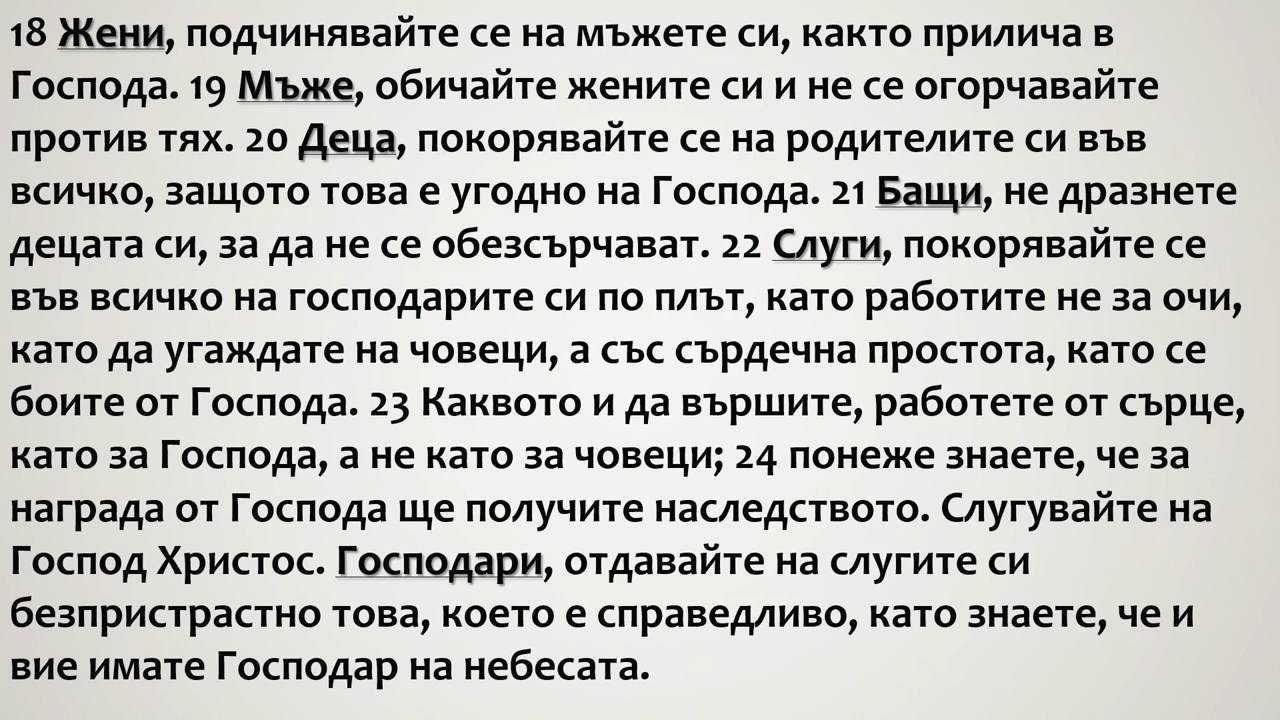 18 Жени, подчинявайте се на мъжете си, както прилича в
Господа. 19 Мъже, обичайте жените си и не се огорчавайте
против тях. 20 Деца, покорявайте се на родителите си във
всичко, защото това е угодно на Господа. 21 Бащи, не дразнете
децата си, за да не се обезсърчават. 22 Слуги, покорявайте се
във всичко на господарите си по плът, като работите не за очи,
като да угаждате на човеци, а със сърдечна простота, като се
боите от Господа. 23 Каквото и да вършите, работете от сърце,
като за Господа, а не като за човеци; 24 понеже знаете, че за
награда от Господа ще получите наследството. Слугувайте на
Господ Христос. Господари, отдавайте на слугите си
безпристрастно това, което е справедливо, като знаете, че и
вие имате Господар на небесата.